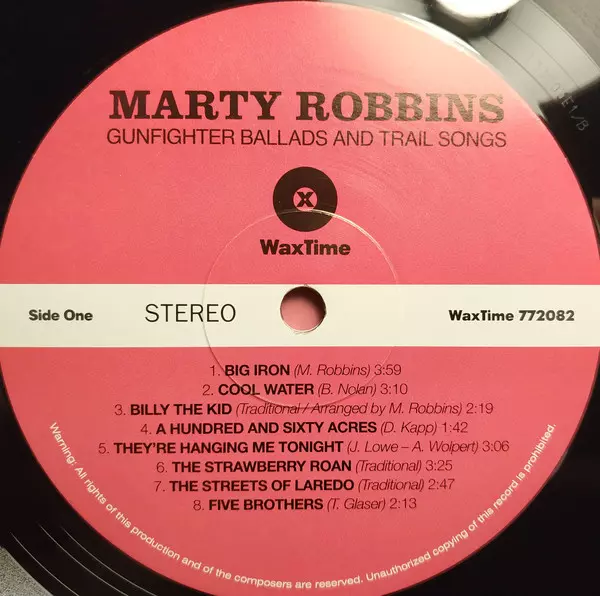 MARTY ROBBINS
GUNFIGHTER BALLADS AND TRAIL SONGS
X
WaxTime
Side One
STEREO
WaxTime 772082
1. BIG IRON (M. Robbins) 3:59
2. COOL WATER (B. Nolan) 3:10
3. BILLY THE KID (Traditional / Arranged by M. Robbins) 2:19
4. A HUNDRED AND SIXTY ACRES (D. Kapp) 1:42
5. THEY'RE HANGING ME TONIGHT (J. Lowe – A. Wolpert) 3:06
6. THE STRAWBERRY ROAN (Traditional) 3:25
7. THE STREETS OF LAREDO (Traditional) 2:47
8. FIVE BROTHERS (T. Glaser) 2:13
Warning: All rights of this production and of the composers are reserved. Unauthorized copying of this record is prohibited.